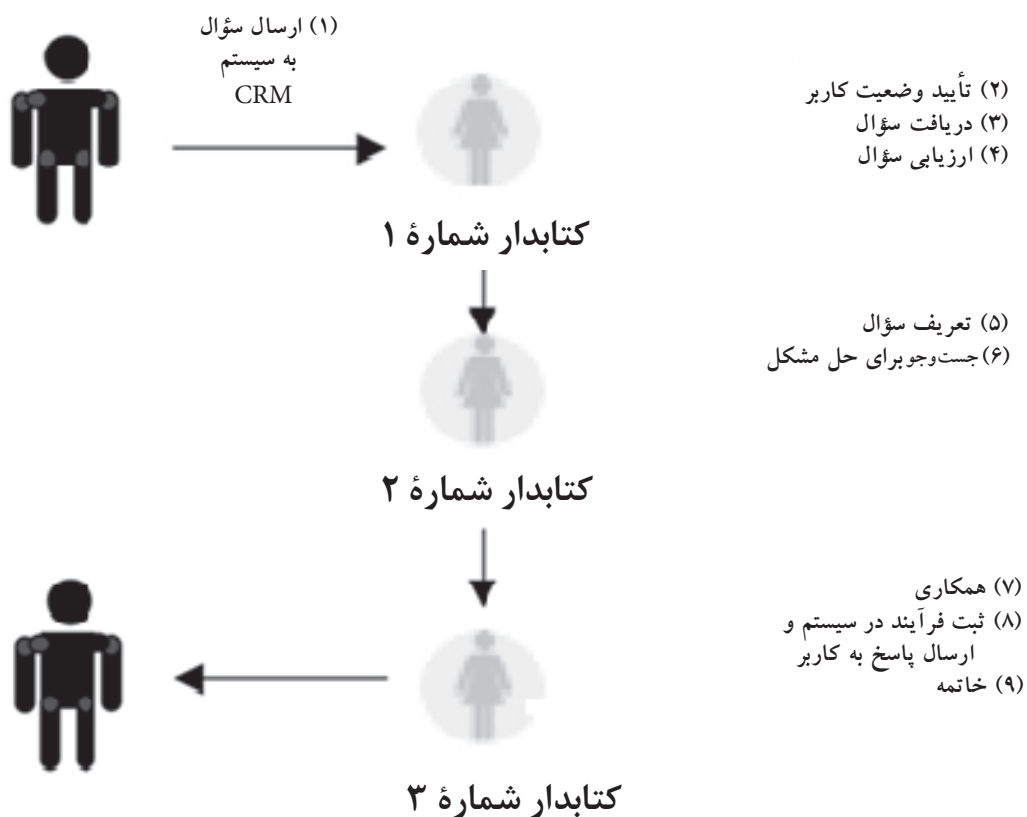 (۱) ارسال سؤال
به سیستم
CRM
(۲) تأیید وضعیت کاربر
(۳) دریافت سؤال
(۴) ارزیابی سؤال
کتابدار شمارهٔ ۱
(۵) تعریف سؤال
(۶) جست‌وجو برای حل مشکل
کتابدار شمارهٔ ۲
(۷) همکاری
(۸) ثبت فرآیند در سیستم و
ارسال پاسخ به کاربر
(۹) خاتمه
کتابدار شمارهٔ ۳